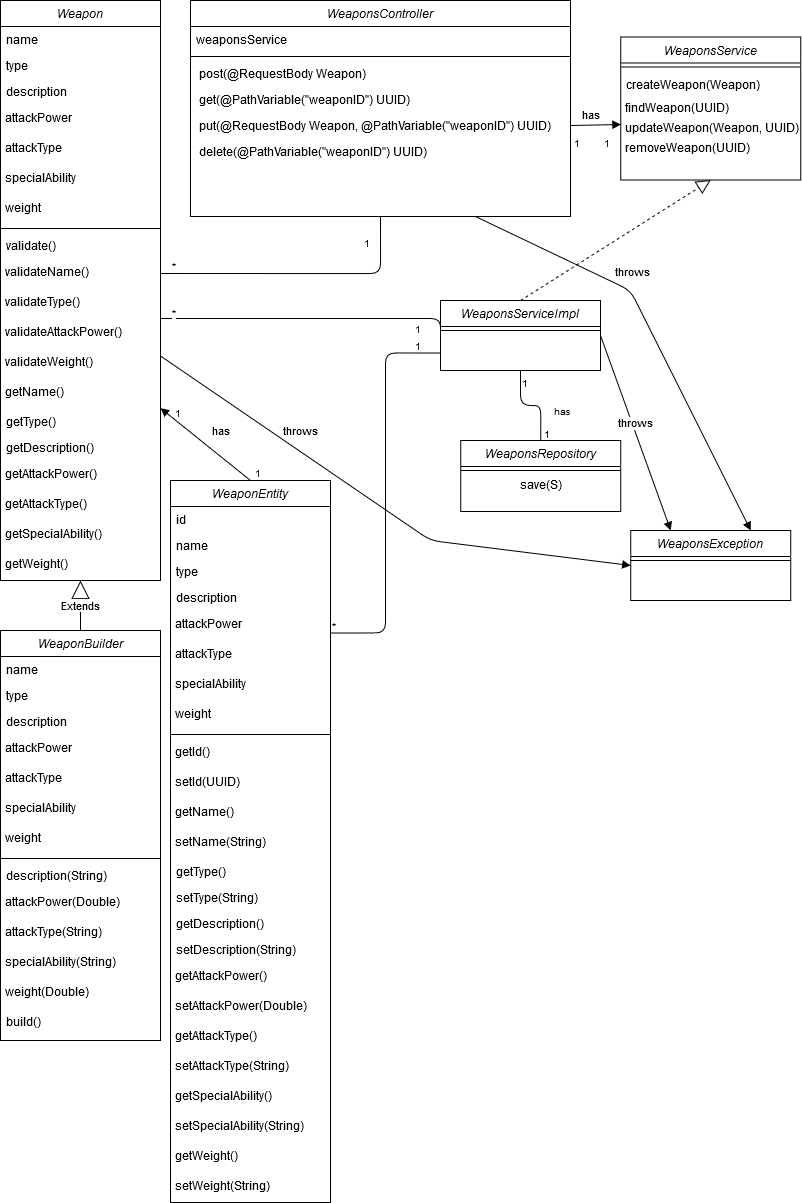 Weapon
name
type
description
attackPower
attackType
specialAbility
weight
validate()
validateName()
validateType()
validateAttackPower()
validateWeight()
getName()
getType()
getDescription()
getAttackPower()
getAttackType()
getSpecialAbility()
getWeight()
WeaponsController
weaponsService
post(@RequestBody Weapon)
get(@PathVariable("weaponID") UUID)
put(@RequestBody Weapon, @PathVariable("weaponID") UUID)
delete(@PathVariable("weaponID") UUID)
has
1
1
WeaponsService
createWeapon(Weapon)
findWeapon(UUID)
updateWeapon(Weapon, UUID)
removeWeapon(UUID)
1
*
throws
*
1
1
WeaponsServiceImpl
1
has
1
throws
WeaponsRepository
save(S)
1
has
1
throws
WeaponsException
Extends
WeaponBuilder
name
type
description
attackPower
attackType
specialAbility
weight
description(String)
attackPower(Double)
attackType(String)
specialAbility(String)
weight(Double)
build()
WeaponEntity
id
name
type
description
attackPower
attackType
specialAbility
weight
*
getId()
setId(UUID)
getName()
setName(String)
getType()
setType(String)
getDescription()
setDescription(String)
getAttackPower()
setAttackPower(Double)
getAttackType()
setAttackType(String)
getSpecialAbility()
setSpecialAbility(String)
getWeight()
setWeight(String)